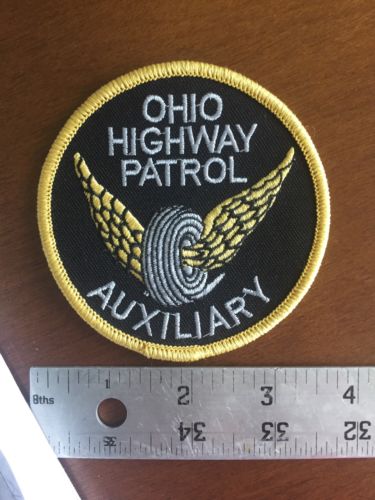 OHIO
HIGHWAY
PATROL
AUXILIARY
1 2 3 4
8ths
35 34 33 32